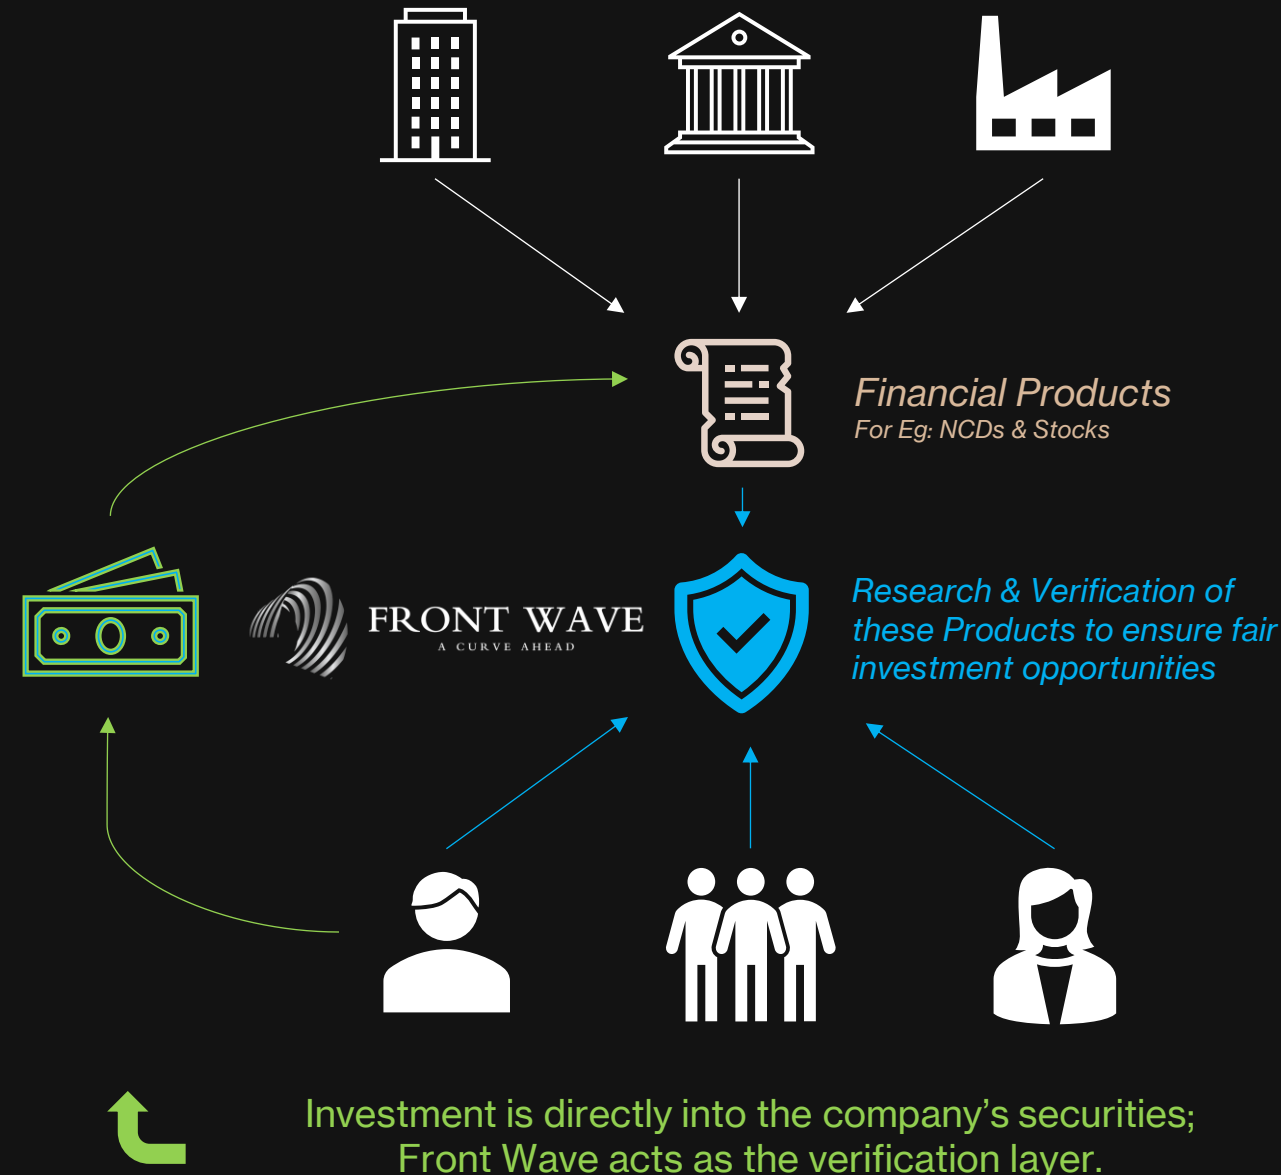 Financial Products
For Eg: NCDs & Stocks
FRONT WAVE
A CURVE AHEAD
Research & Verification of
these Products to ensure fair
investment opportunities
Investment is directly into the company’s securities;
Front Wave acts as the verification layer.